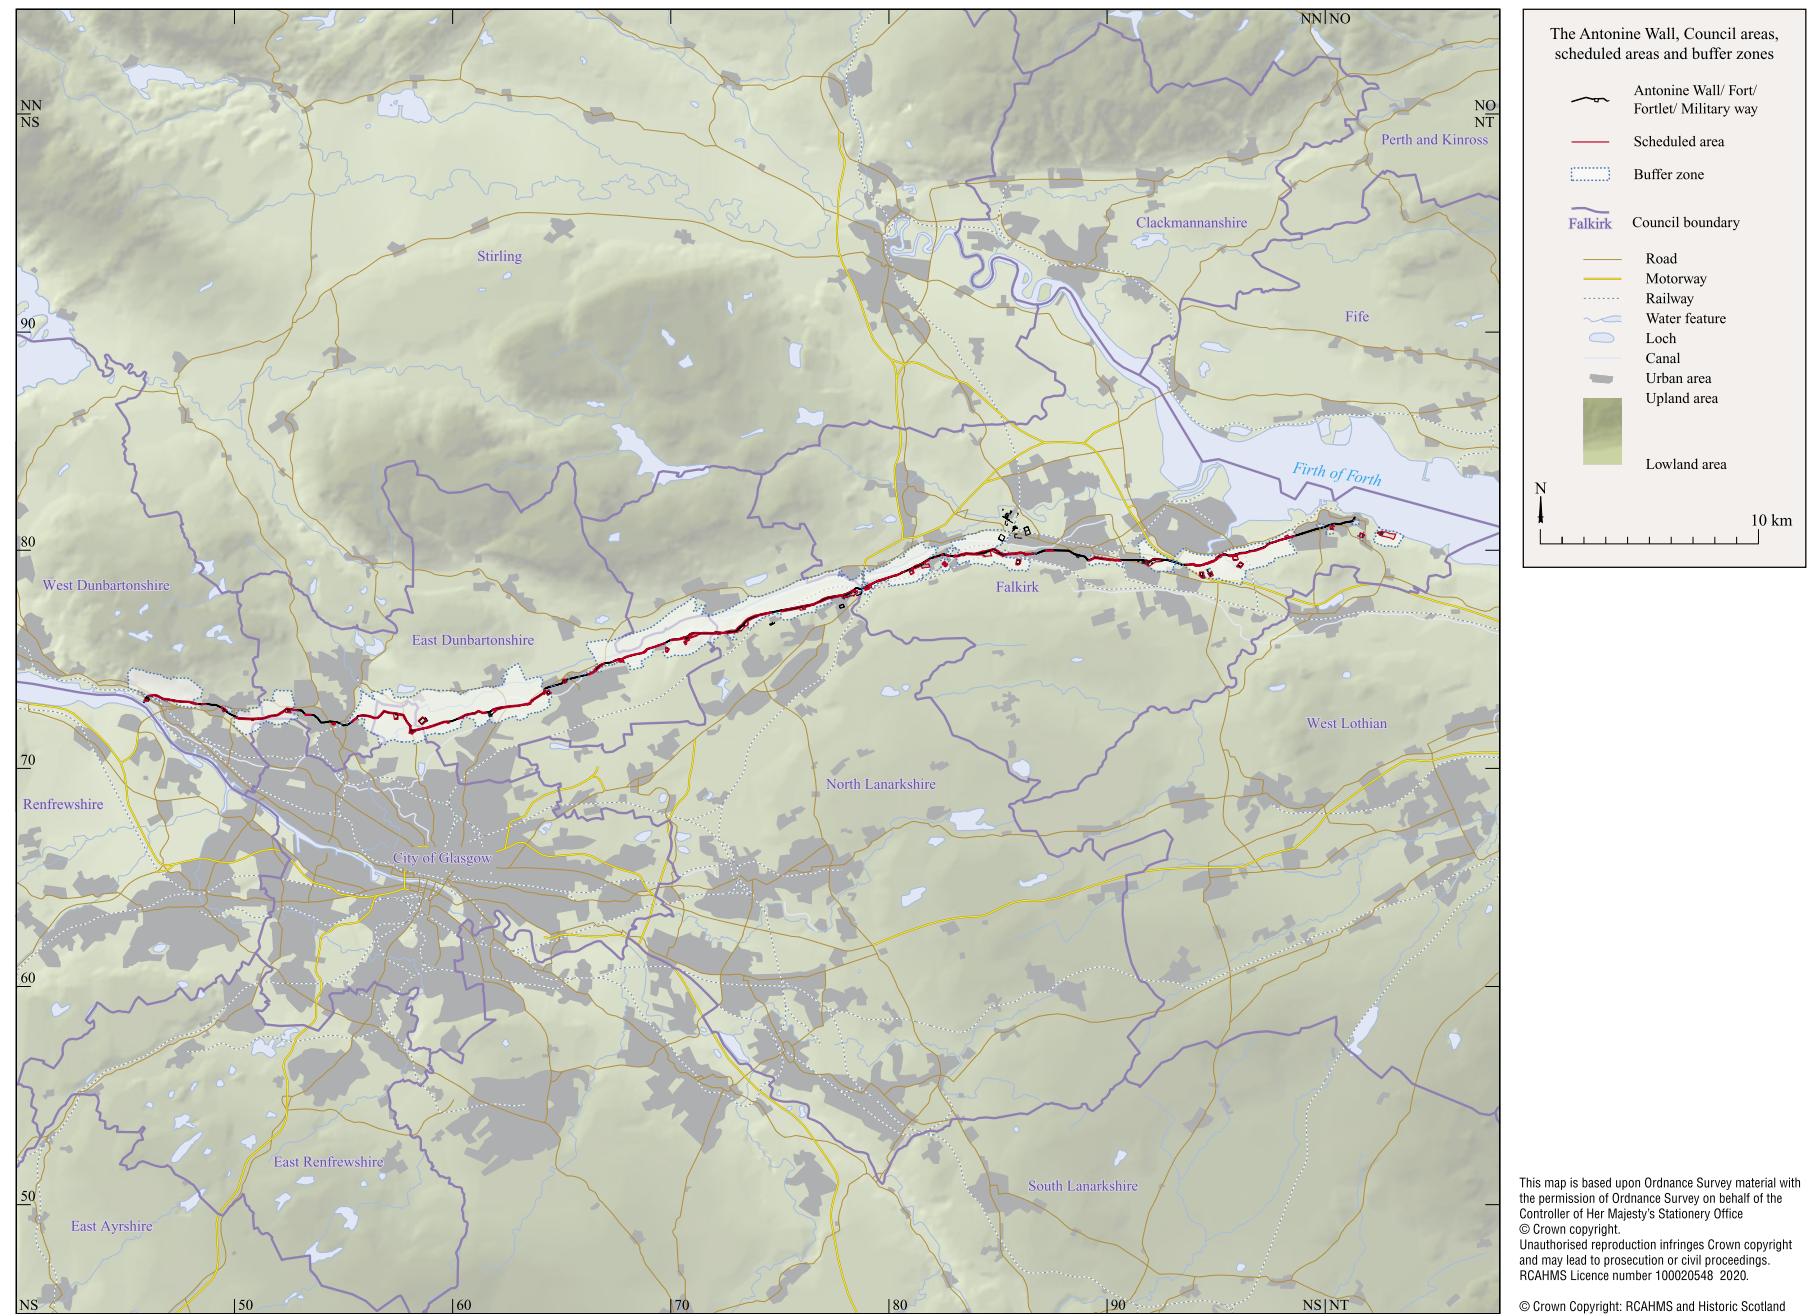 NN NO
NN
NS
NO
NT
Perth and Kinross
Clackmannanshire
Stirling
Fife
90
Firth of Forth
80
West Dunbartonshire
Falkirk
East Dunbartonshire
West Lothian
70
North Lanarkshire
Renfrewshire
City of Glasgow
60
East Renfrewshire
South Lanarkshire
50
East Ayrshire
NS
50
60
70
80
90
NS NT
The Antonine Wall, Council areas,
scheduled areas and buffer zones
Antonine Wall/ Fort/
Fortlet/ Military way
Scheduled area
Buffer zone
Falkirk Council boundary
Road
Motorway
Railway
Water feature
Loch
Canal
Urban area
Upland area
Lowland area
N
10 km
This map is based upon Ordnance Survey material with
the permission of Ordnance Survey on behalf of the
Controller of Her Majesty's Stationery Office
© Crown copyright.
Unauthorised reproduction infringes Crown copyright
and may lead to prosecution or civil proceedings.
RCAHMS Licence number 100020548 2020.
© Crown Copyright: RCAHMS and Historic Scotland